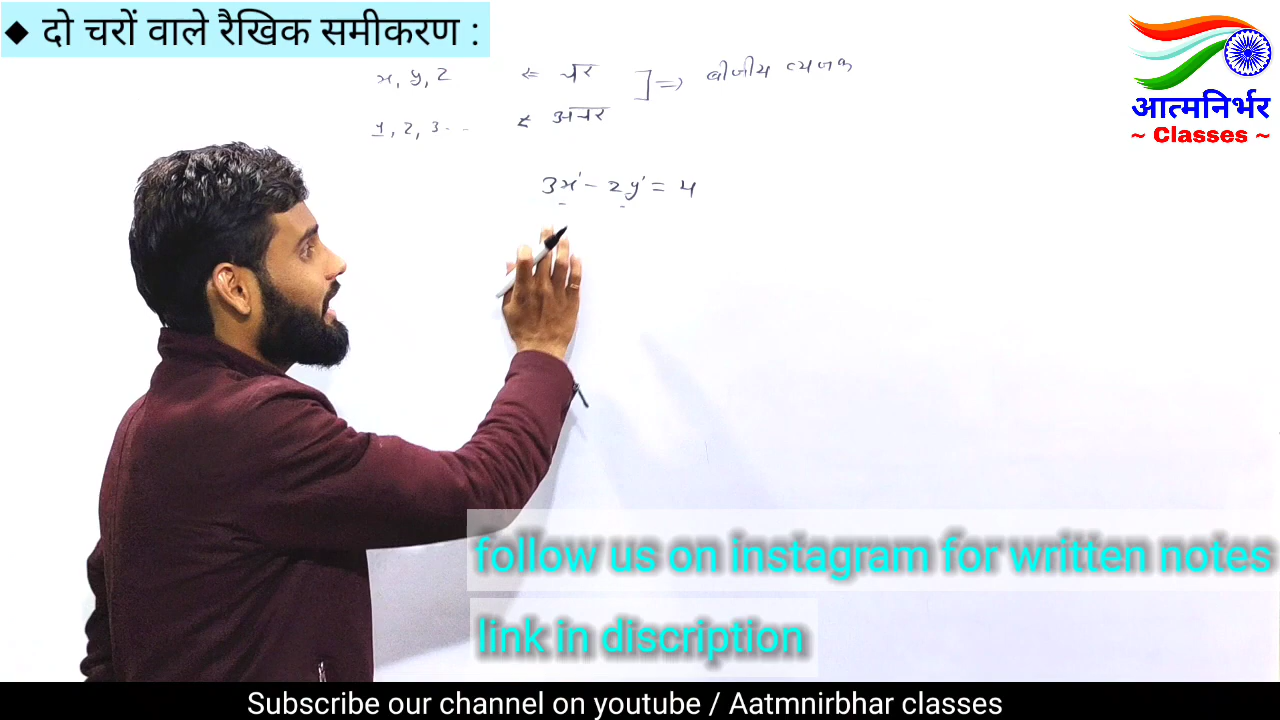 ◆ दो चरों वाले रैखिक समीकरण :
x, y, z ⇐ चर ] ⇒ बीजीय व्यंजक
1, 2, 3 - - ⇐ अचर
3x' - 2y' = 4
आत्मनिर्भर
~ Classes ~
follow us on instagram for written notes
link in discription
Subscribe our channel on youtube / Aatmnirbhar classes